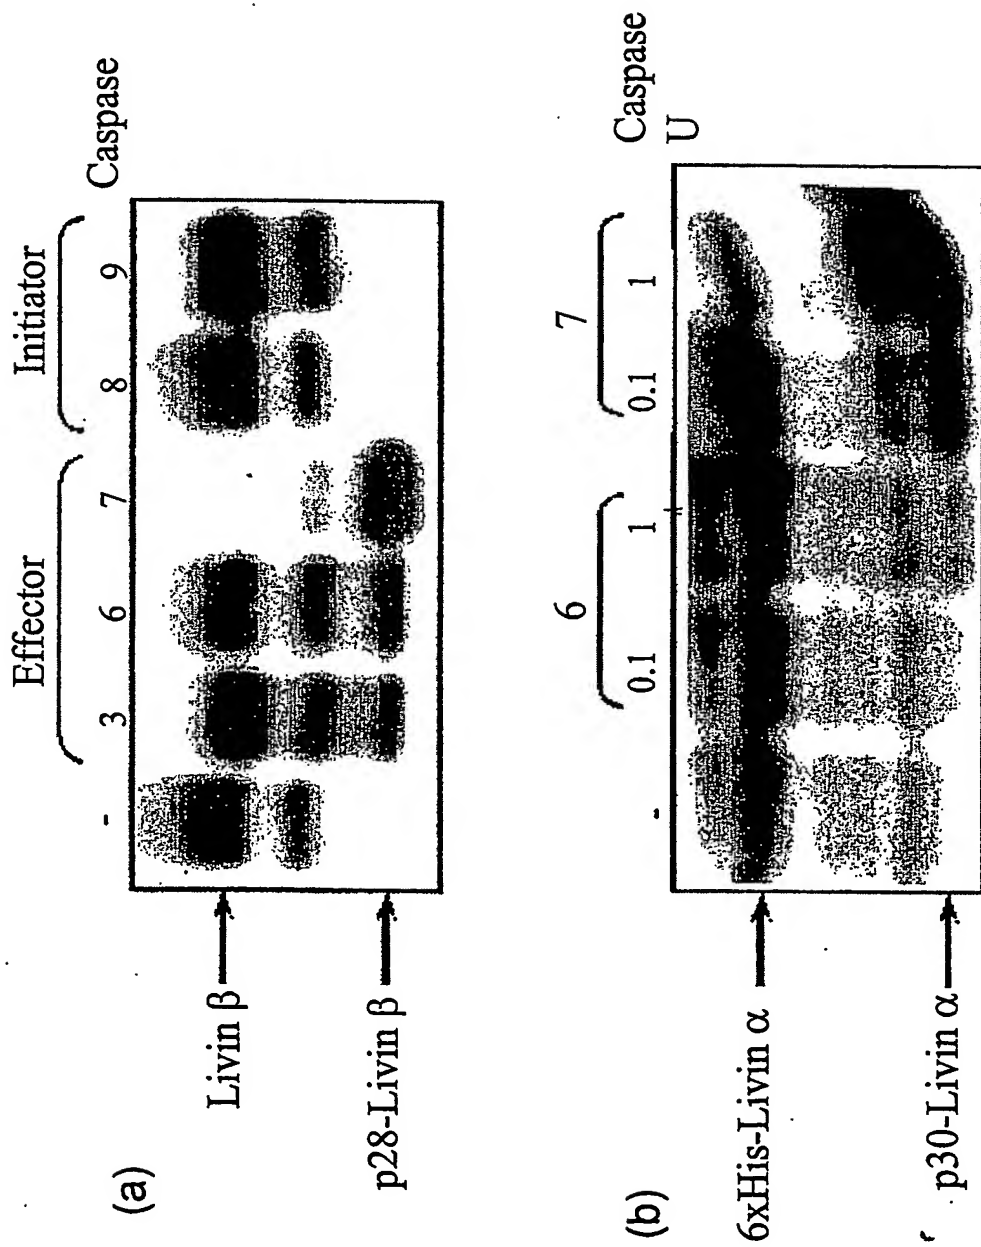 (a)
Effector
Initiator
- 3 6 7 8 9 Caspase
Livin β
p28-Livin β
(b)
6
7
Caspase
- 0.1 1 0.1 1 U
6xHis-Livin α
p30-Livin α